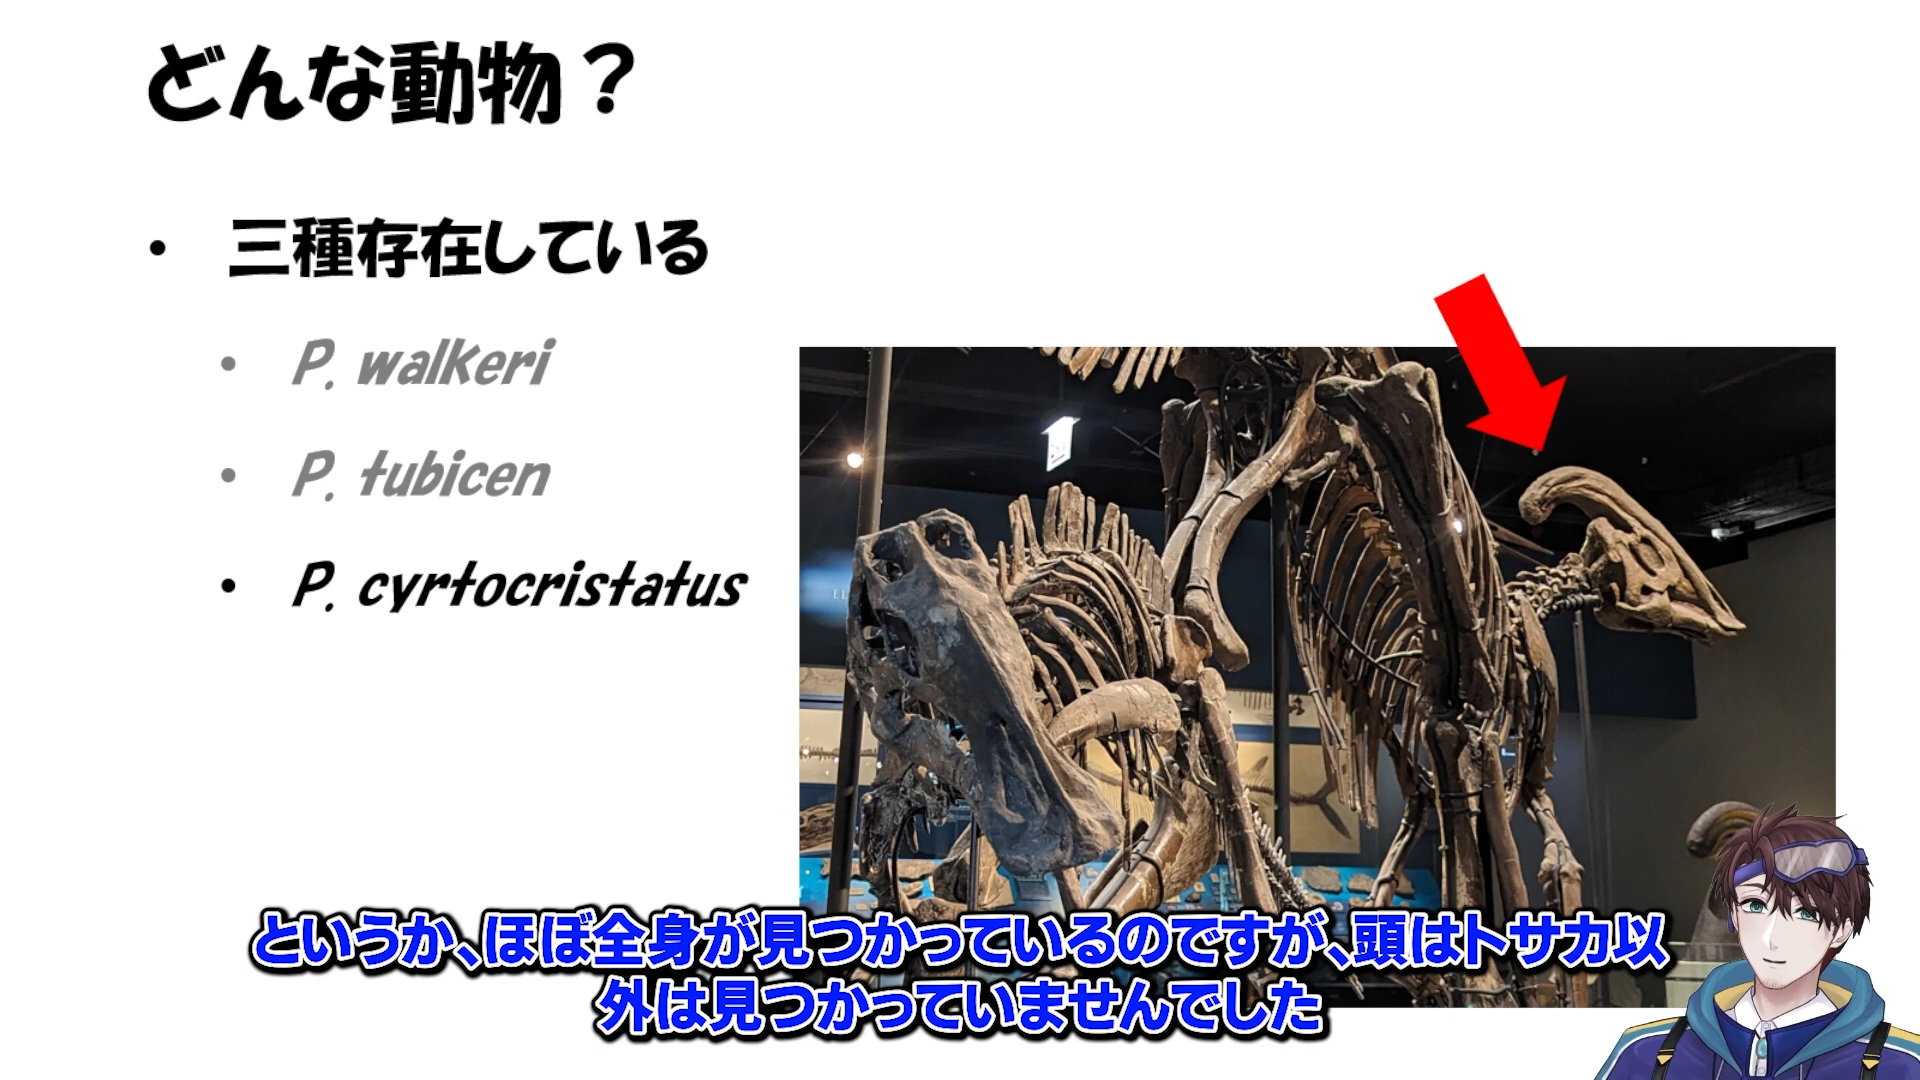 どんな動物？
• 三種存在している
• P. walkeri
• P. tubicen
• P. cyrtocristatus
というか、ほぼ全身が見つかっているのですが、頭はトサカ以
外は見つかっていませんでした